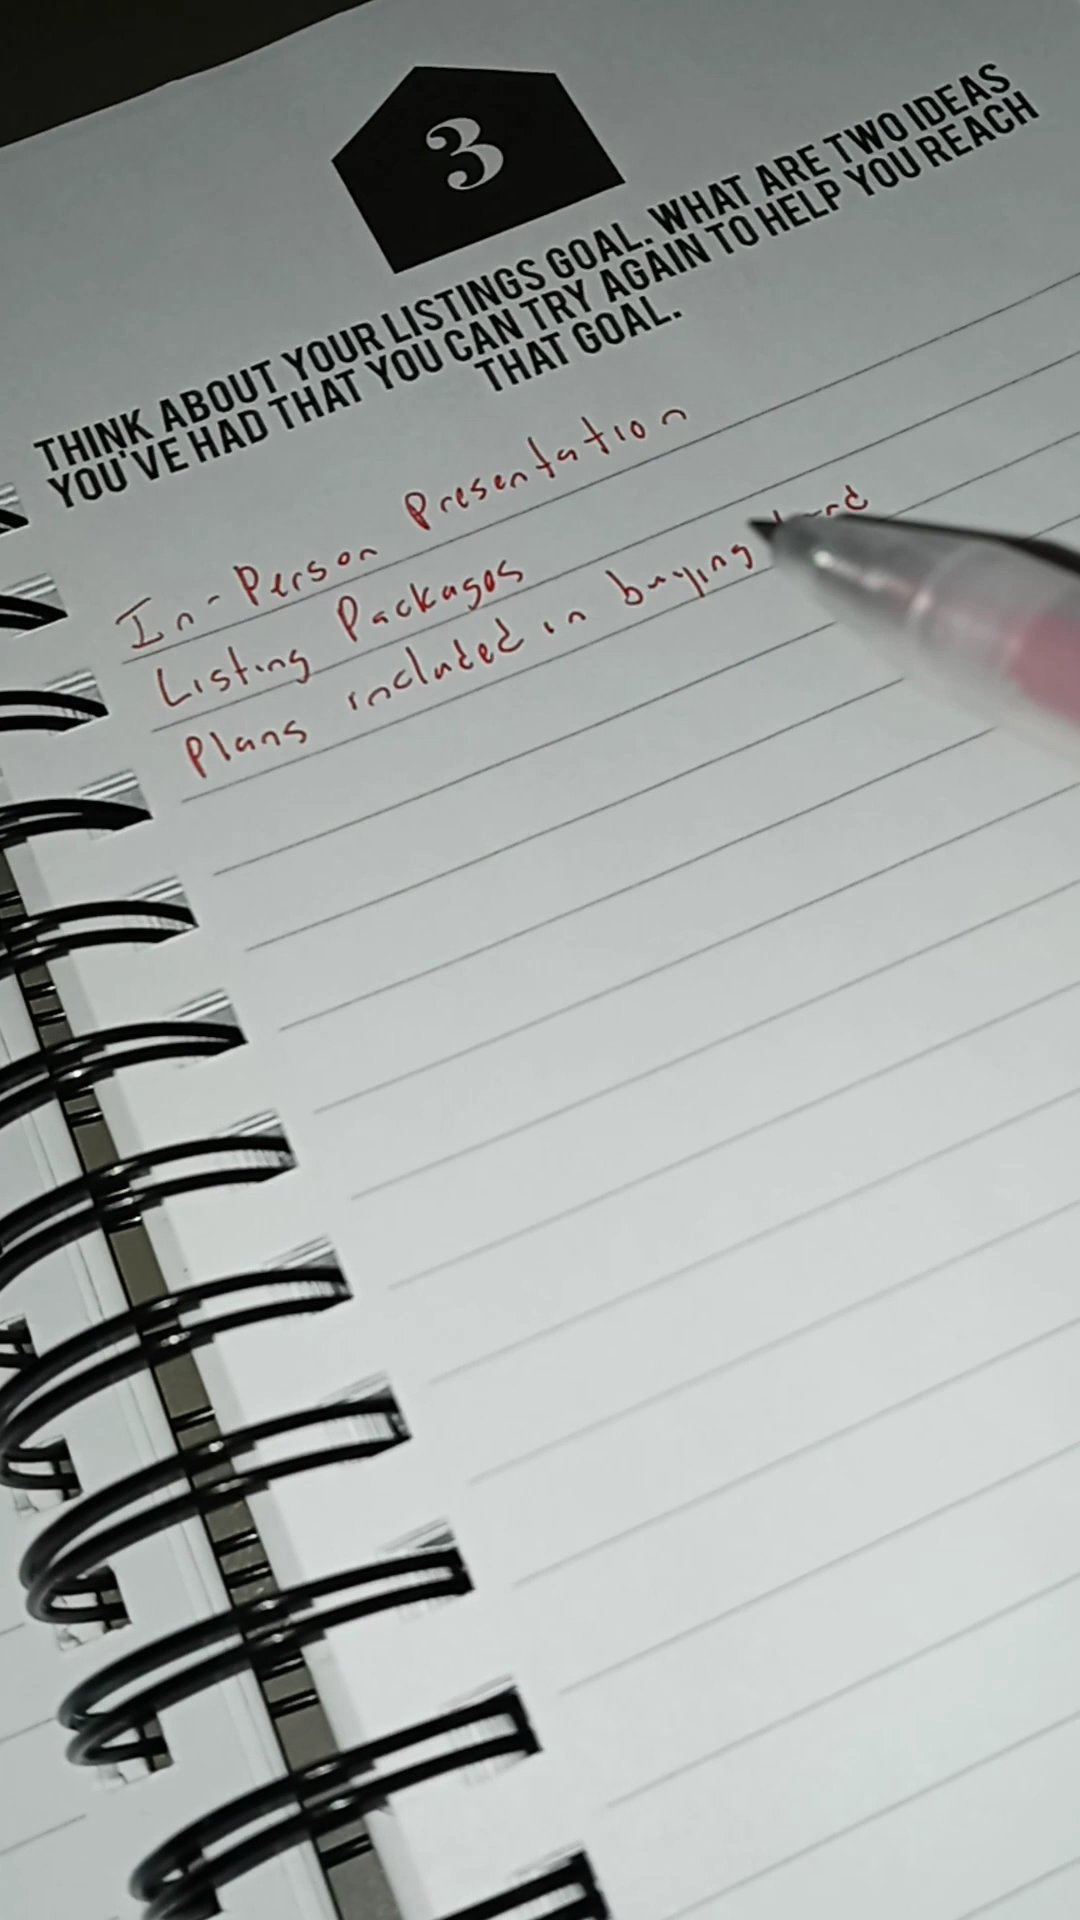 3
THINK ABOUT YOUR LISTINGS GOAL. WHAT ARE TWO IDEAS
YOU'VE HAD THAT YOU CAN TRY AGAIN TO HELP YOU REACH
THAT GOAL.
In-Person Presentation
Listing Packages
Plans included in buying